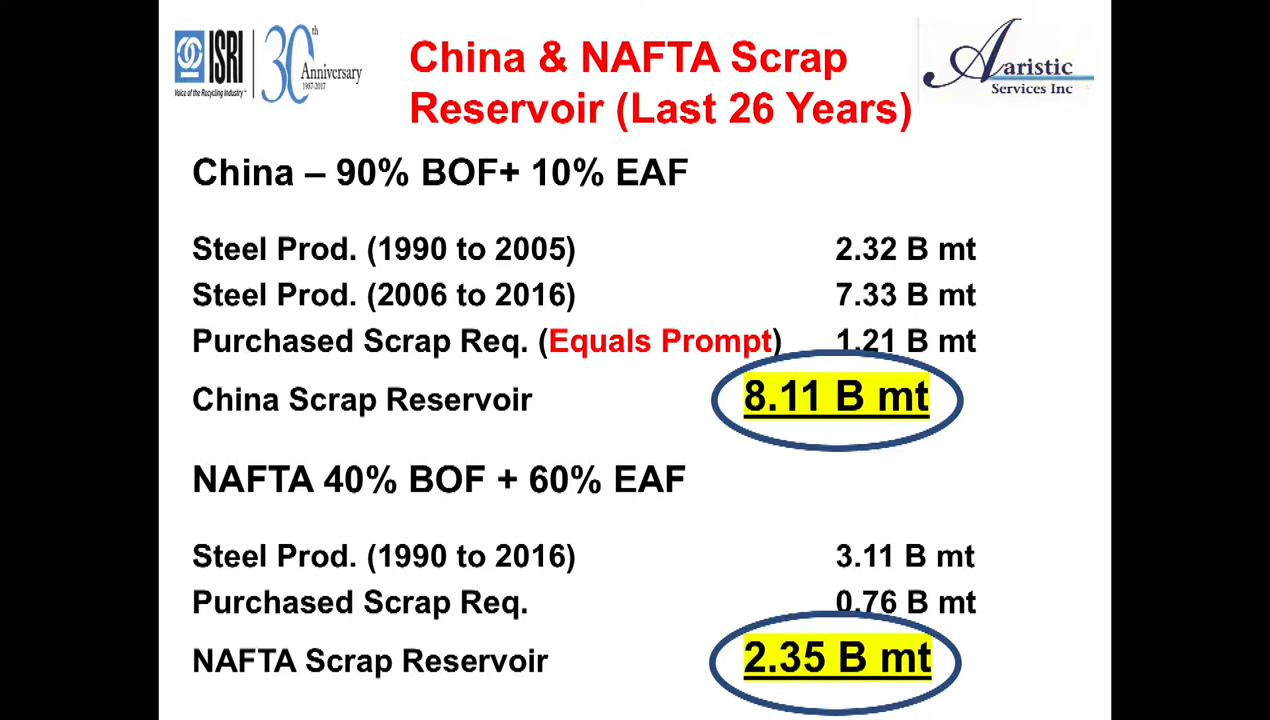 ISRI
Voice of the Recycling Industry™
30th
Anniversary
1987-2017
China & NAFTA Scrap
Reservoir (Last 26 Years)
Aaristic
Services Inc
China – 90% BOF+ 10% EAF
Steel Prod. (1990 to 2005) 2.32 B mt
Steel Prod. (2006 to 2016) 7.33 B mt
Purchased Scrap Req. (Equals Prompt) 1.21 B mt
China Scrap Reservoir 8.11 B mt
NAFTA 40% BOF + 60% EAF
Steel Prod. (1990 to 2016) 3.11 B mt
Purchased Scrap Req. 0.76 B mt
NAFTA Scrap Reservoir 2.35 B mt